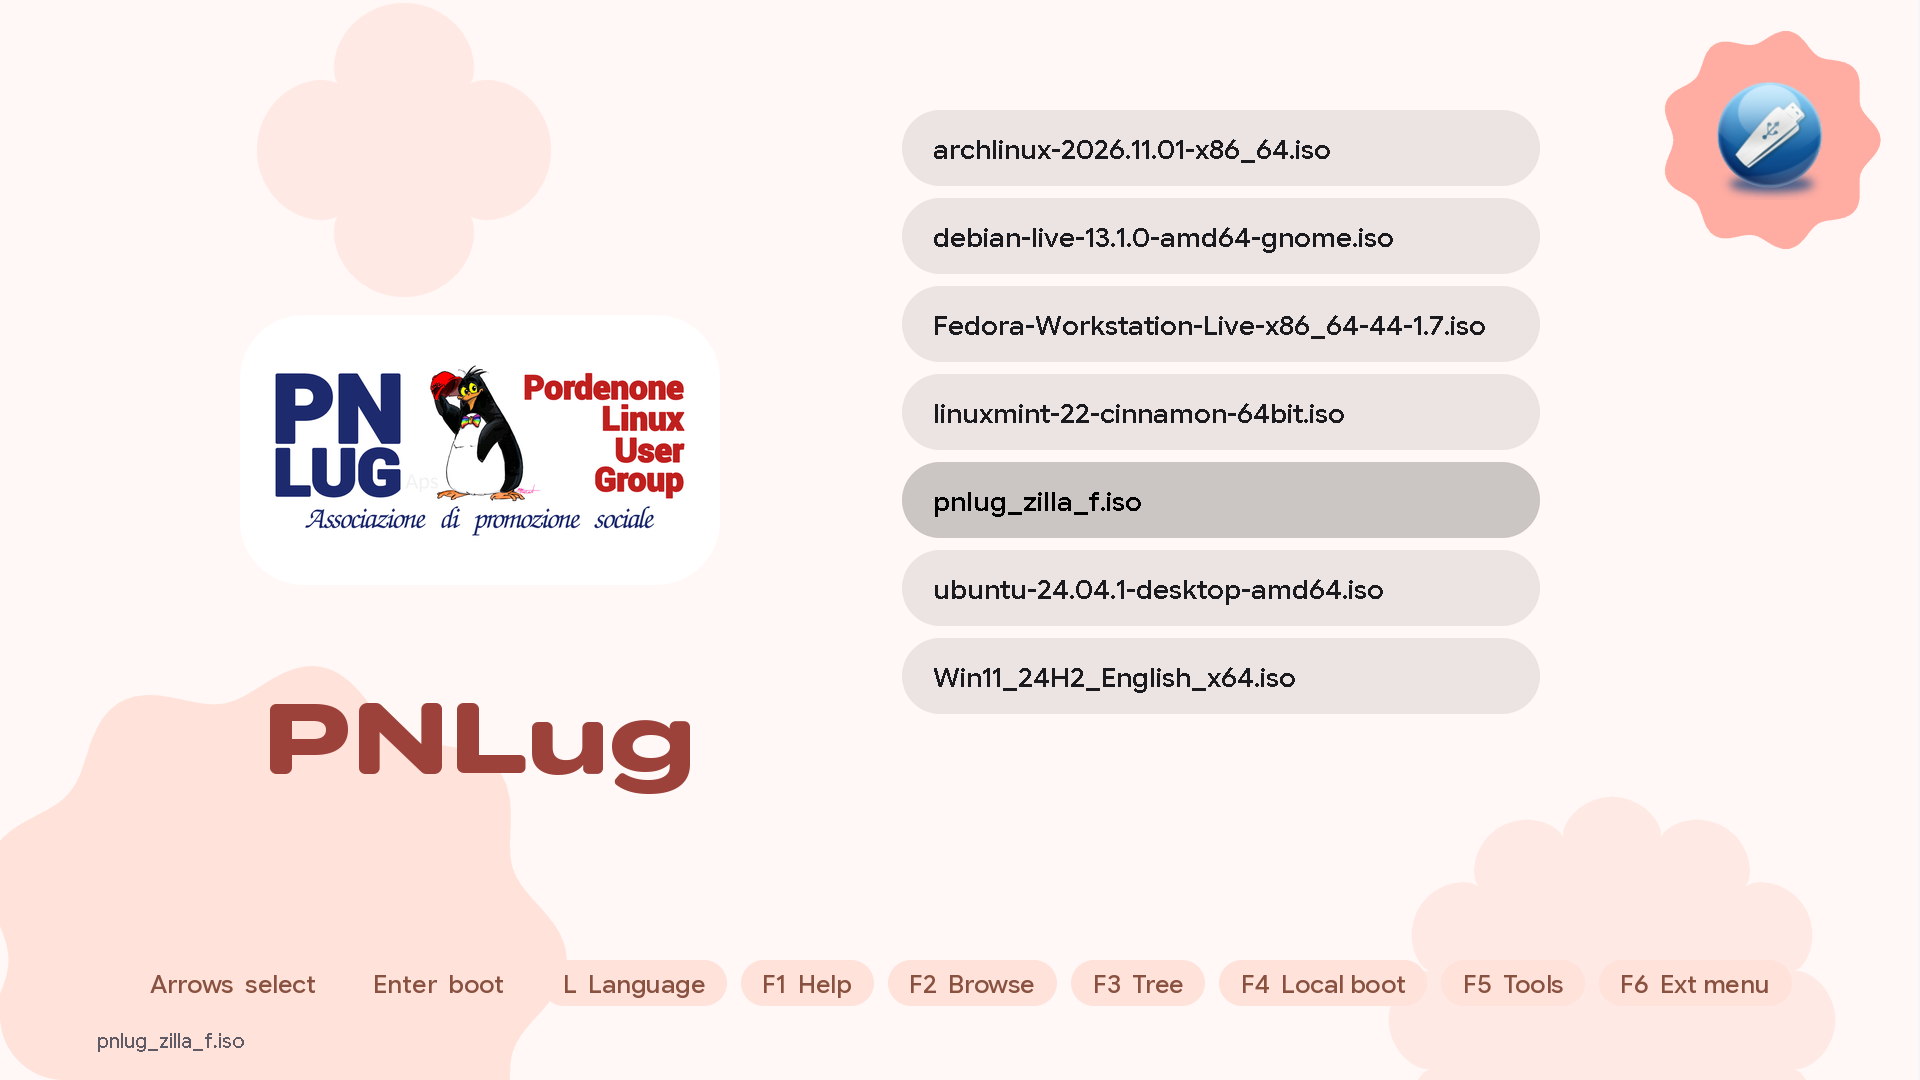 archlinux-2026.11.01-x86_64.iso
debian-live-13.1.0-amd64-gnome.iso
Fedora-Workstation-Live-x86_64-44-1.7.iso
linuxmint-22-cinnamon-64bit.iso
pnlug_zilla_f.iso
ubuntu-24.04.1-desktop-amd64.iso
Win11_24H2_English_x64.iso
PN
LUG
Aps
Pordenone
Linux
User
Group
Associazione di promozione sociale
PNLug
Arrows select Enter boot L Language F1 Help F2 Browse F3 Tree F4 Local boot F5 Tools F6 Ext menu
pnlug_zilla_f.iso